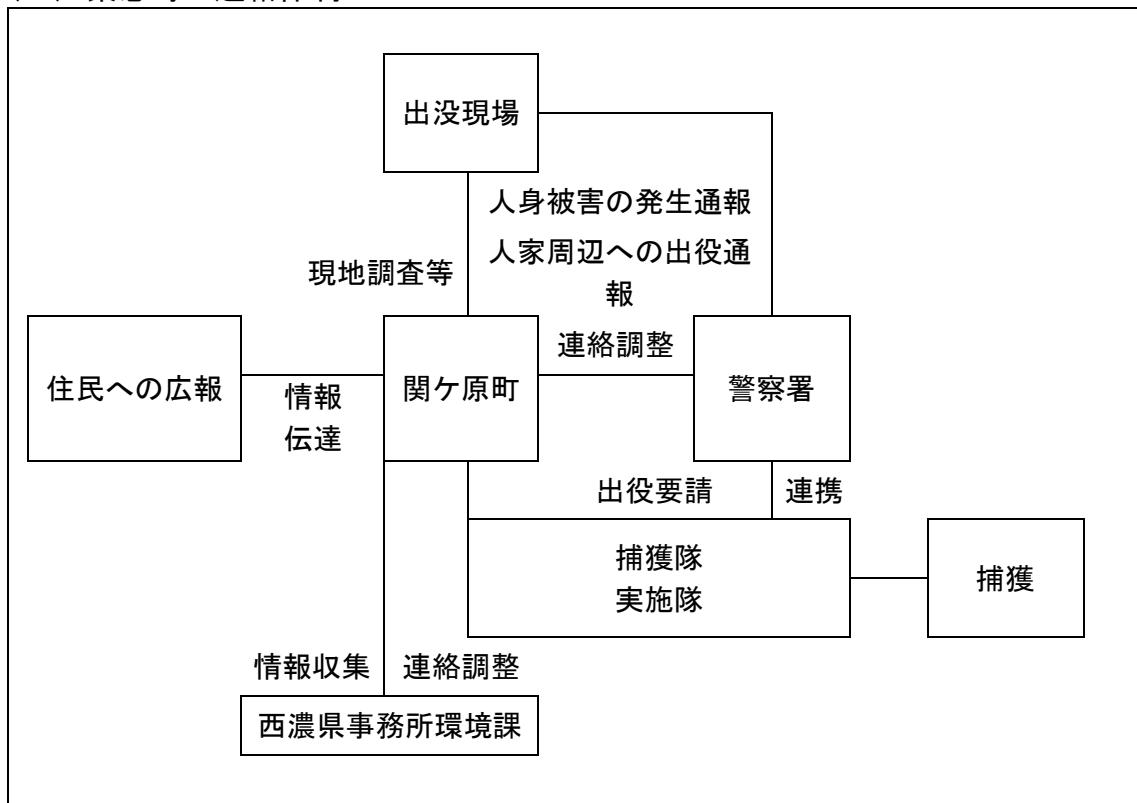 出没現場
人身被害の発生通報
人家周辺への出役通
報
現地調査等
連絡調整
住民への広報
情報
伝達
関ケ原町
警察署
出役要請
連携
捕獲隊
実施隊
捕獲
情報収集
連絡調整
西濃県事務所環境課